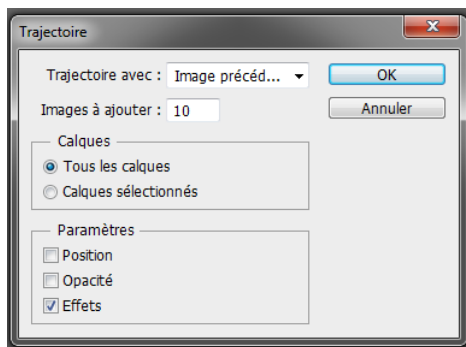 Trajectoire
Trajectoire avec : Image précéd...
OK
Images à ajouter : 10
Annuler
Calques
Tous les calques
Calques sélectionnés
Paramètres
Position
Opacité
Effets